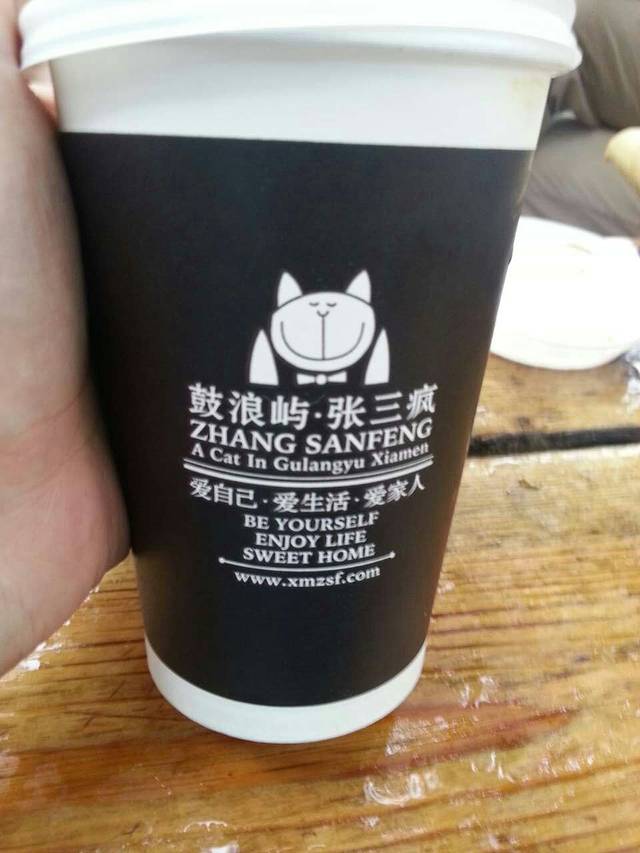 鼓浪屿·张三疯
ZHANG SANFENG
A Cat In Gulangyu Xiamen
爱自己·爱生活·爱家人
BE YOURSELF
ENJOY LIFE
SWEET HOME
www.xmzsf.com